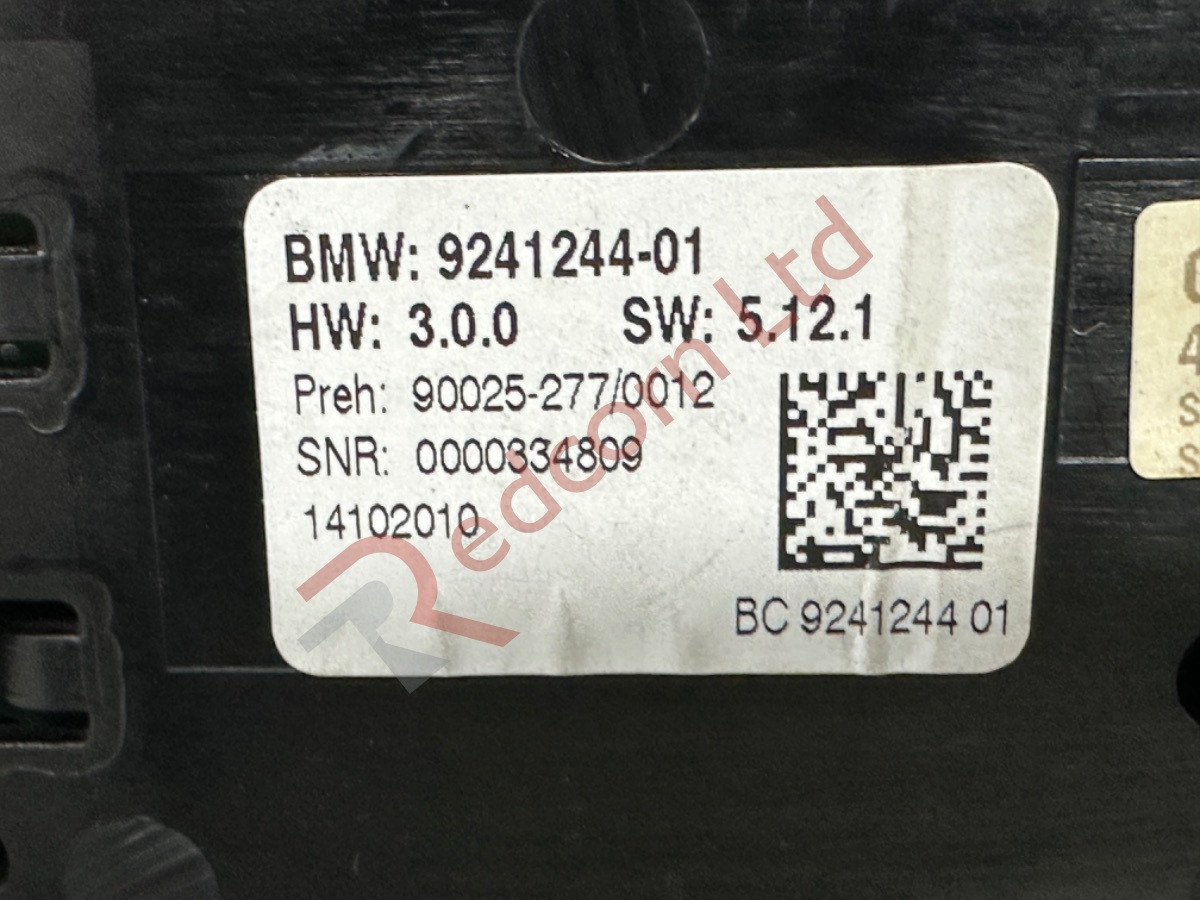 BMW: 9241244-01
HW: 3.0.0 SW: 5.12.1
Preh: 90025-277/0012
SNR: 0000334809
14102010
BC 9241244 01
Redcorn Ltd